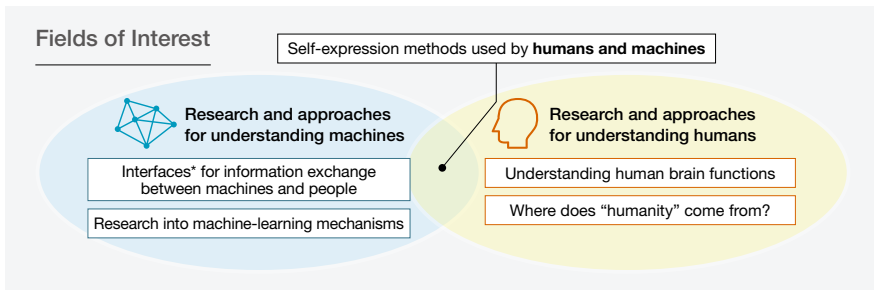 Fields of Interest
Self-expression methods used by humans and machines
Research and approaches
for understanding machines
Interfaces* for information exchange
between machines and people
Research into machine-learning mechanisms
Research and approaches
for understanding humans
Understanding human brain functions
Where does “humanity” come from?